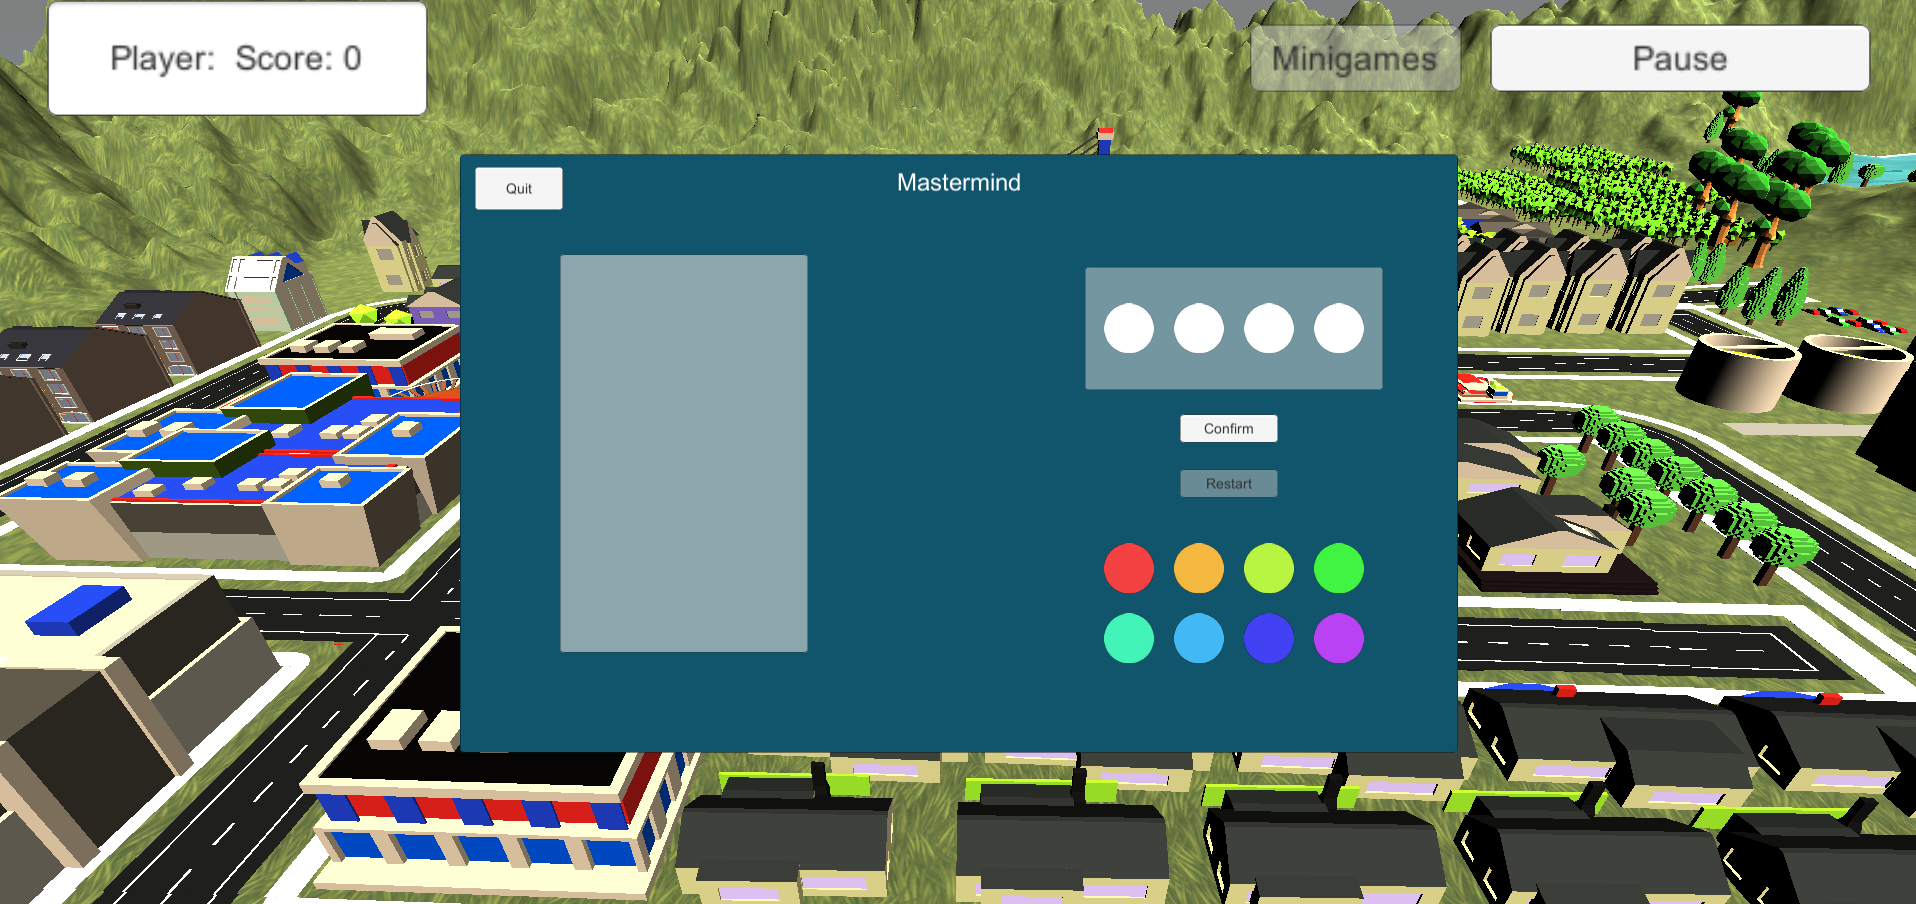 Player:  Score: 0
Minigames
Pause
Quit
Mastermind
Confirm
Restart